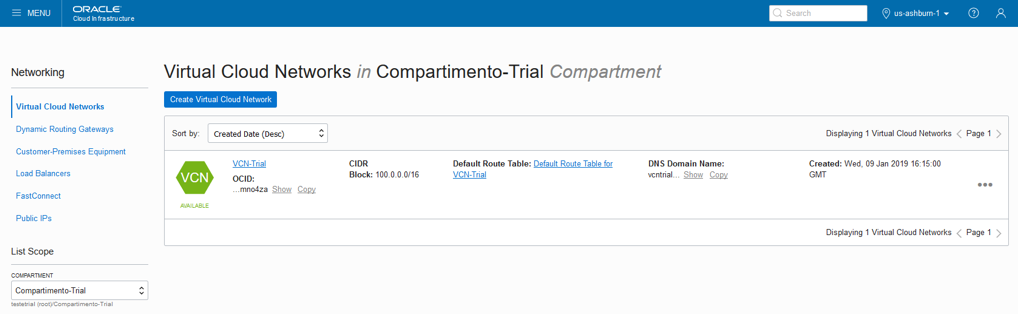 MENU
ORACLE
Cloud Infrastructure
Search
us-ashburn-1
Networking
Virtual Cloud Networks
Dynamic Routing Gateways
Customer-Premises Equipment
Load Balancers
FastConnect
Public IPs
List Scope
COMPARTMENT
Compartimento-Trial
testetrial (root)/Compartimento-Trial
Virtual Cloud Networks in Compartimento-Trial Compartment
Create Virtual Cloud Network
Sort by: Created Date (Desc)
Displaying 1 Virtual Cloud Networks < Page 1 >
VCN
AVAILABLE
VCN-Trial
OCID:
...mno4za Show Copy
CIDR
Block: 100.0.0.0/16
Default Route Table: Default Route Table for
VCN-Trial
DNS Domain Name:
vcntrial... Show Copy
Created: Wed, 09 Jan 2019 16:15:00
GMT
Displaying 1 Virtual Cloud Networks < Page 1 >